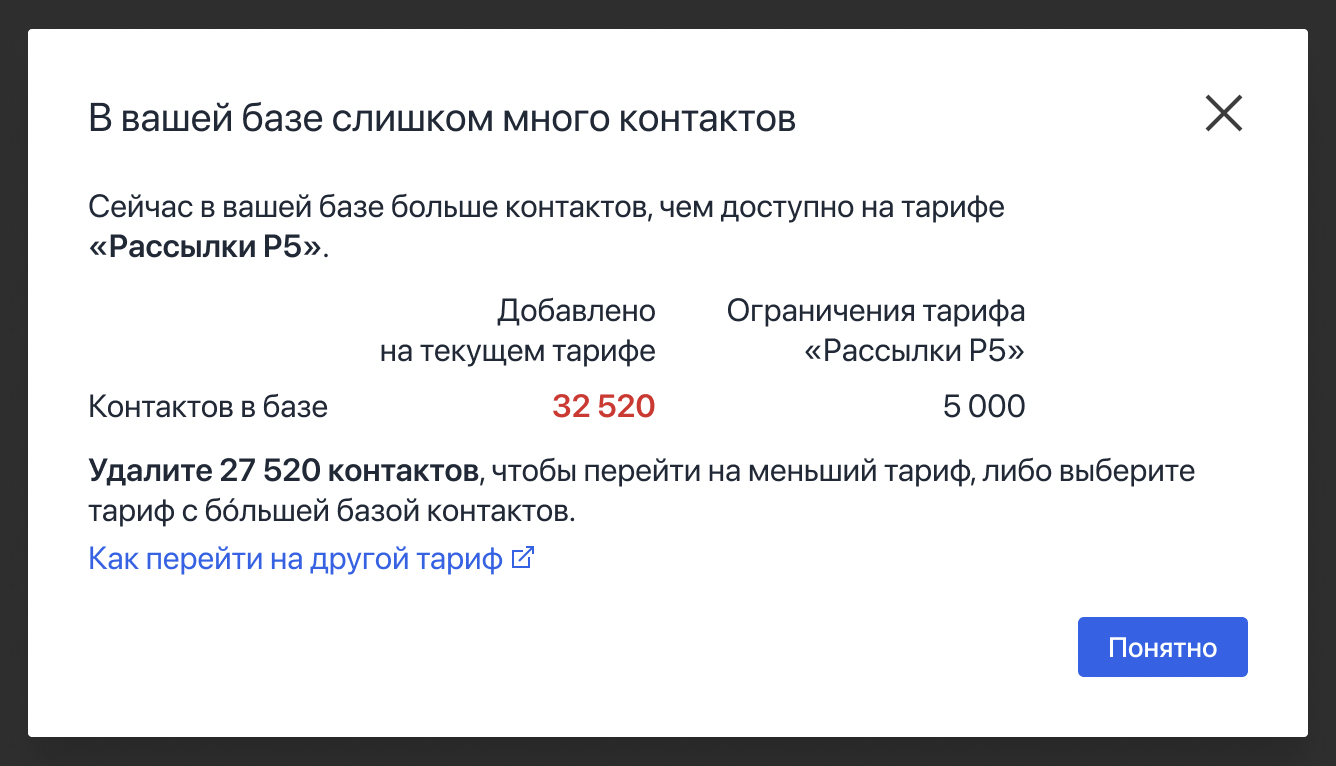 В вашей базе слишком много контактов
Сейчас в вашей базе больше контактов, чем доступно на тарифе
«Рассылки P5».
Добавлено Ограничения тарифа
на текущем тарифе «Рассылки P5»
Контактов в базе 32 520 5 000
Удалите 27 520 контактов, чтобы перейти на меньший тариф, либо выберите
тариф с бо́льшей базой контактов.
Как перейти на другой тариф
Понятно